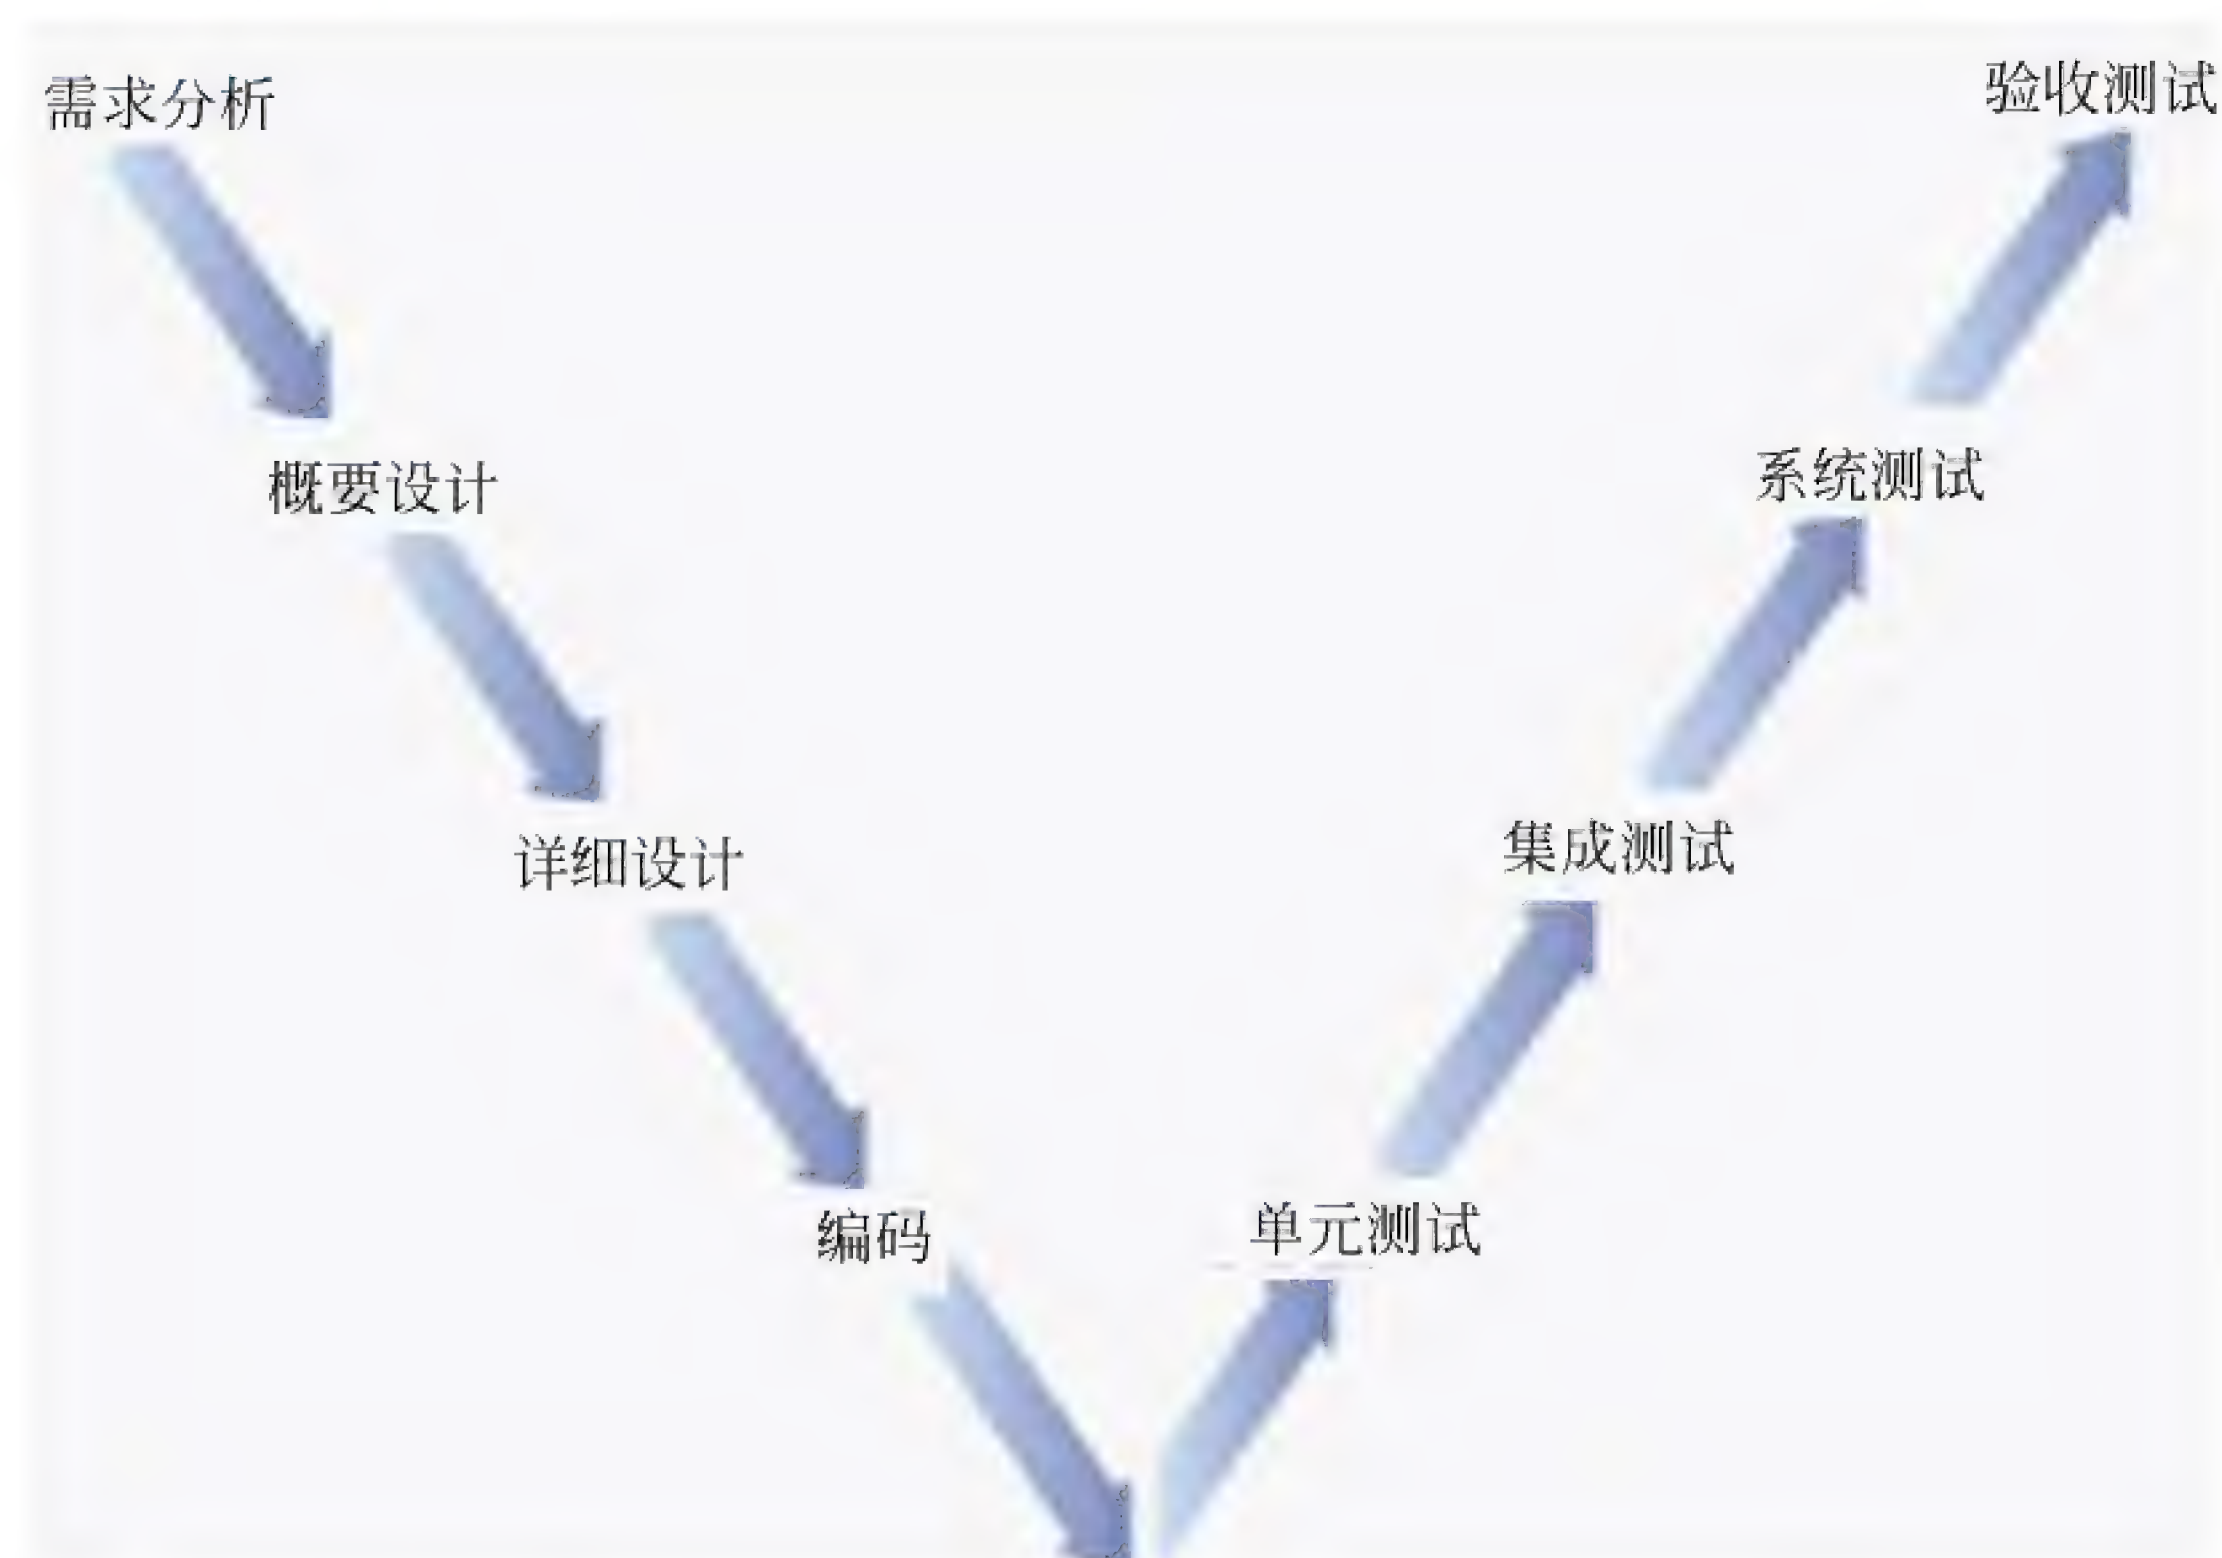 需求分析
验收测试
概要设计
系统测试
详细设计
集成测试
编码
单元测试